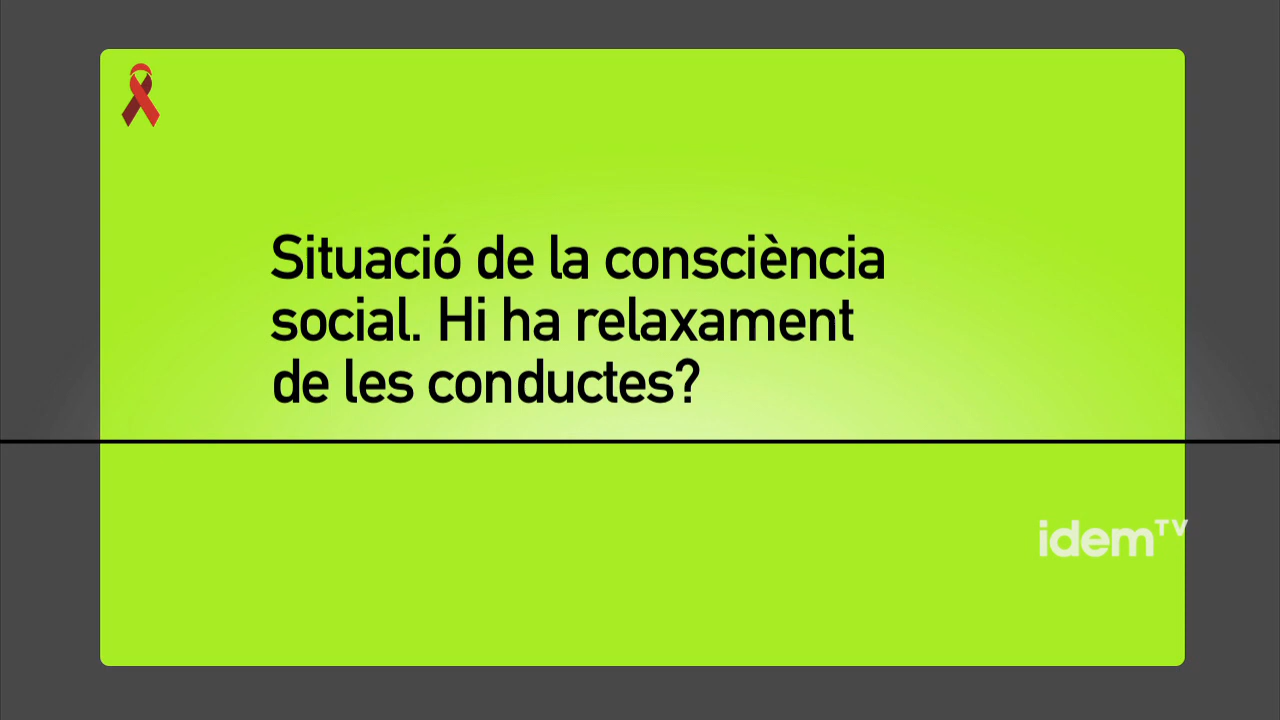 Situació de la consciència
social. Hi ha relaxament
de les conductes?
idemTV